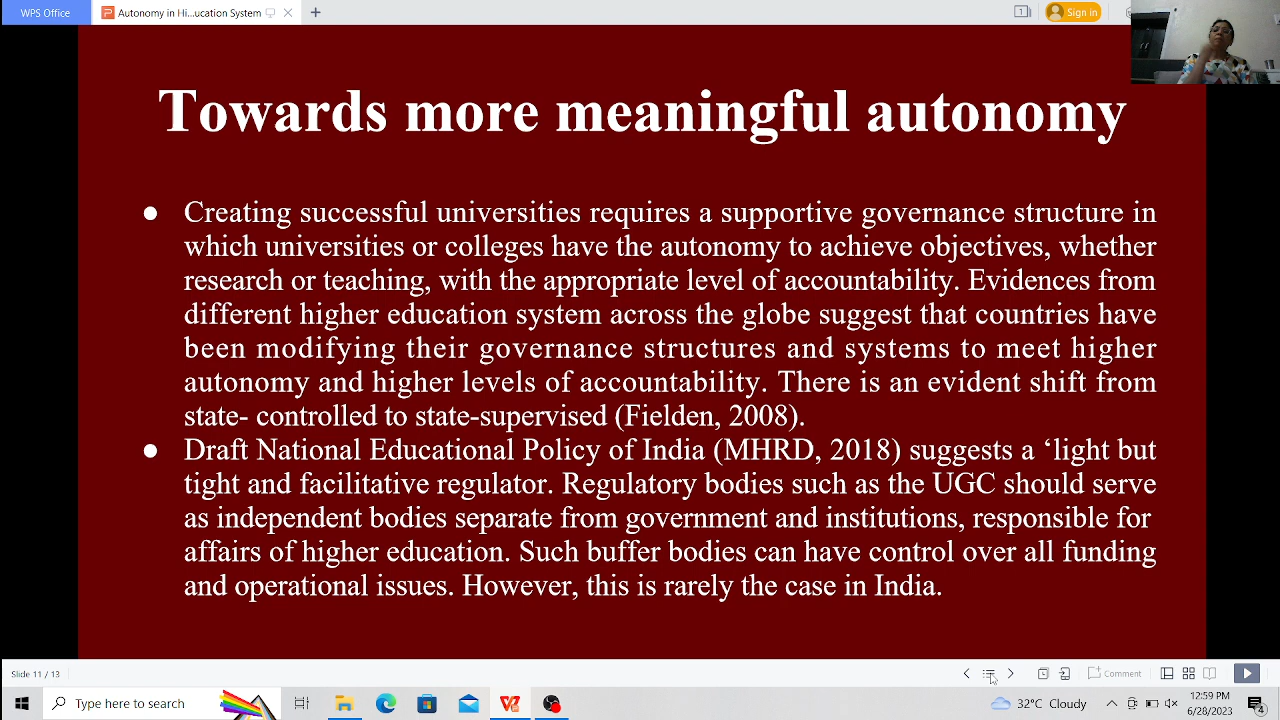 WPS Office
Autonomy in Hi...ucation System
1
Sign in
Towards more meaningful autonomy
● Creating successful universities requires a supportive governance structure in
which universities or colleges have the autonomy to achieve objectives, whether
research or teaching, with the appropriate level of accountability. Evidences from
different higher education system across the globe suggest that countries have
been modifying their governance structures and systems to meet higher
autonomy and higher levels of accountability. There is an evident shift from
state- controlled to state-supervised (Fielden, 2008).
● Draft National Educational Policy of India (MHRD, 2018) suggests a ‘light but
tight and facilitative regulator. Regulatory bodies such as the UGC should serve
as independent bodies separate from government and institutions, responsible for
affairs of higher education. Such buffer bodies can have control over all funding
and operational issues. However, this is rarely the case in India.
Slide 11 / 13
Comment
Type here to search
32°C Cloudy
12:59 PM
6/28/2023
4